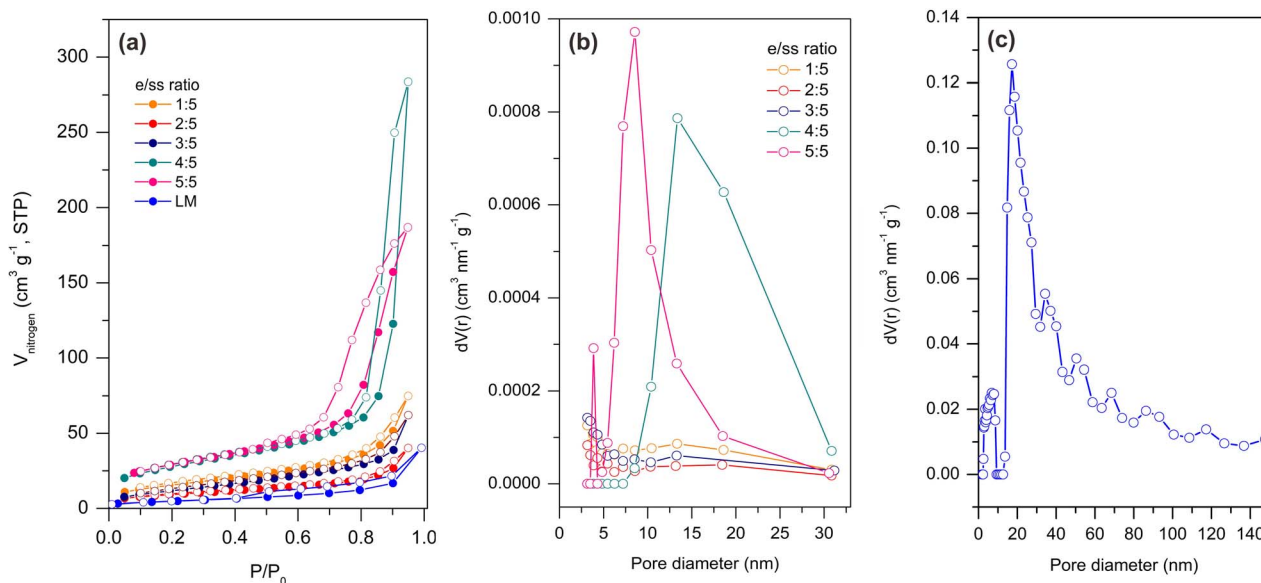 (a)
e/ss ratio
1:5
2:5
3:5
4:5
5:5
LM
300
250
200
150
100
50
0
0.0 0.2 0.4 0.6 0.8 1.0
V_nitrogen (cm³ g⁻¹, STP)
P/P₀
(b)
e/ss ratio
1:5
2:5
3:5
4:5
5:5
0.0010
0.0008
0.0006
0.0004
0.0002
0.0000
0 5 10 15 20 25 30
dV(r) (cm³ nm⁻¹ g⁻¹)
Pore diameter (nm)
(c)
0.14
0.12
0.10
0.08
0.06
0.04
0.02
0.00
0 20 40 60 80 100 120 140
dV(r) (cm³ nm⁻¹ g⁻¹)
Pore diameter (nm)